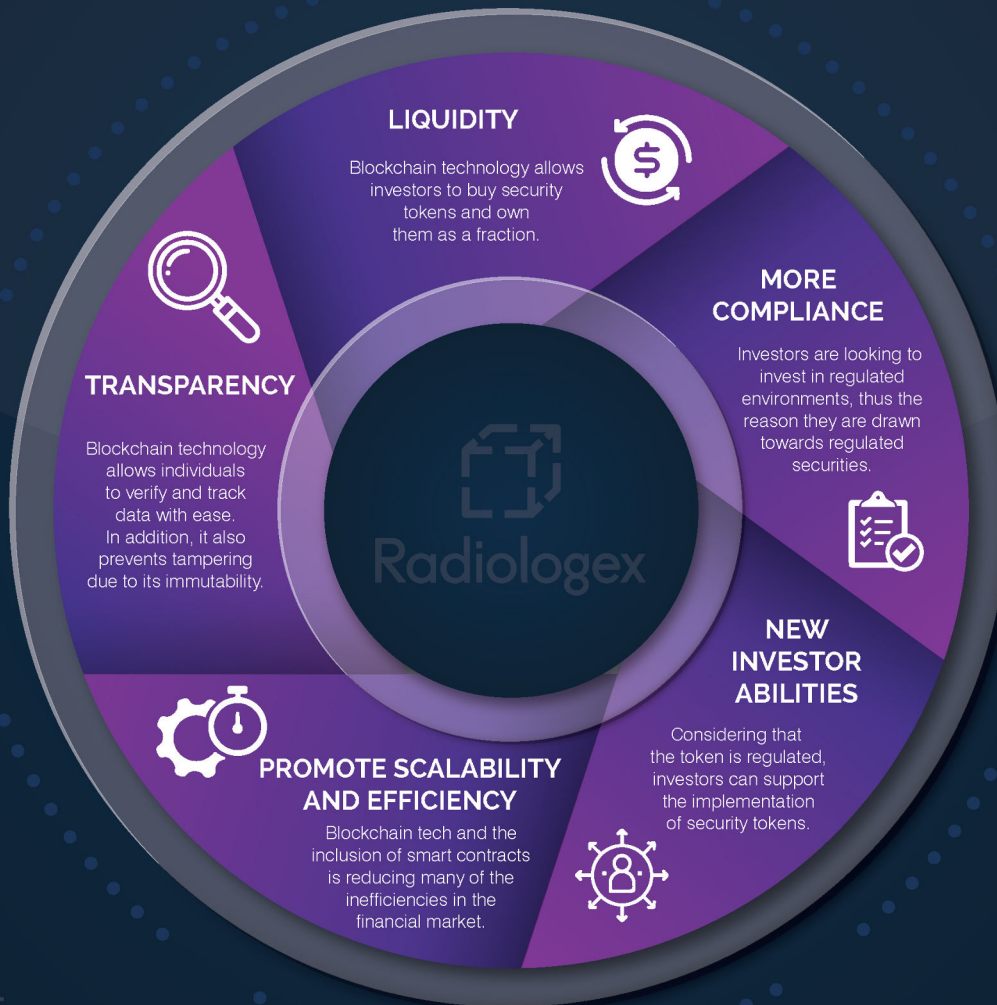 LIQUIDITY
Blockchain technology allows
investors to buy security
tokens and own
them as a fraction.
MORE
COMPLIANCE
Investors are looking to
invest in regulated
environments, thus the
reason they are drawn
towards regulated
securities.
NEW
INVESTOR
ABILITIES
Considering that
the token is regulated,
investors can support
the implementation
of security tokens.
PROMOTE SCALABILITY
AND EFFICIENCY
Blockchain tech and the
inclusion of smart contracts
is reducing many of the
inefficiencies in the
financial market.
TRANSPARENCY
Blockchain technology
allows individuals
to verify and track
data with ease.
In addition, it also
prevents tampering
due to its immutability.
Radiologex